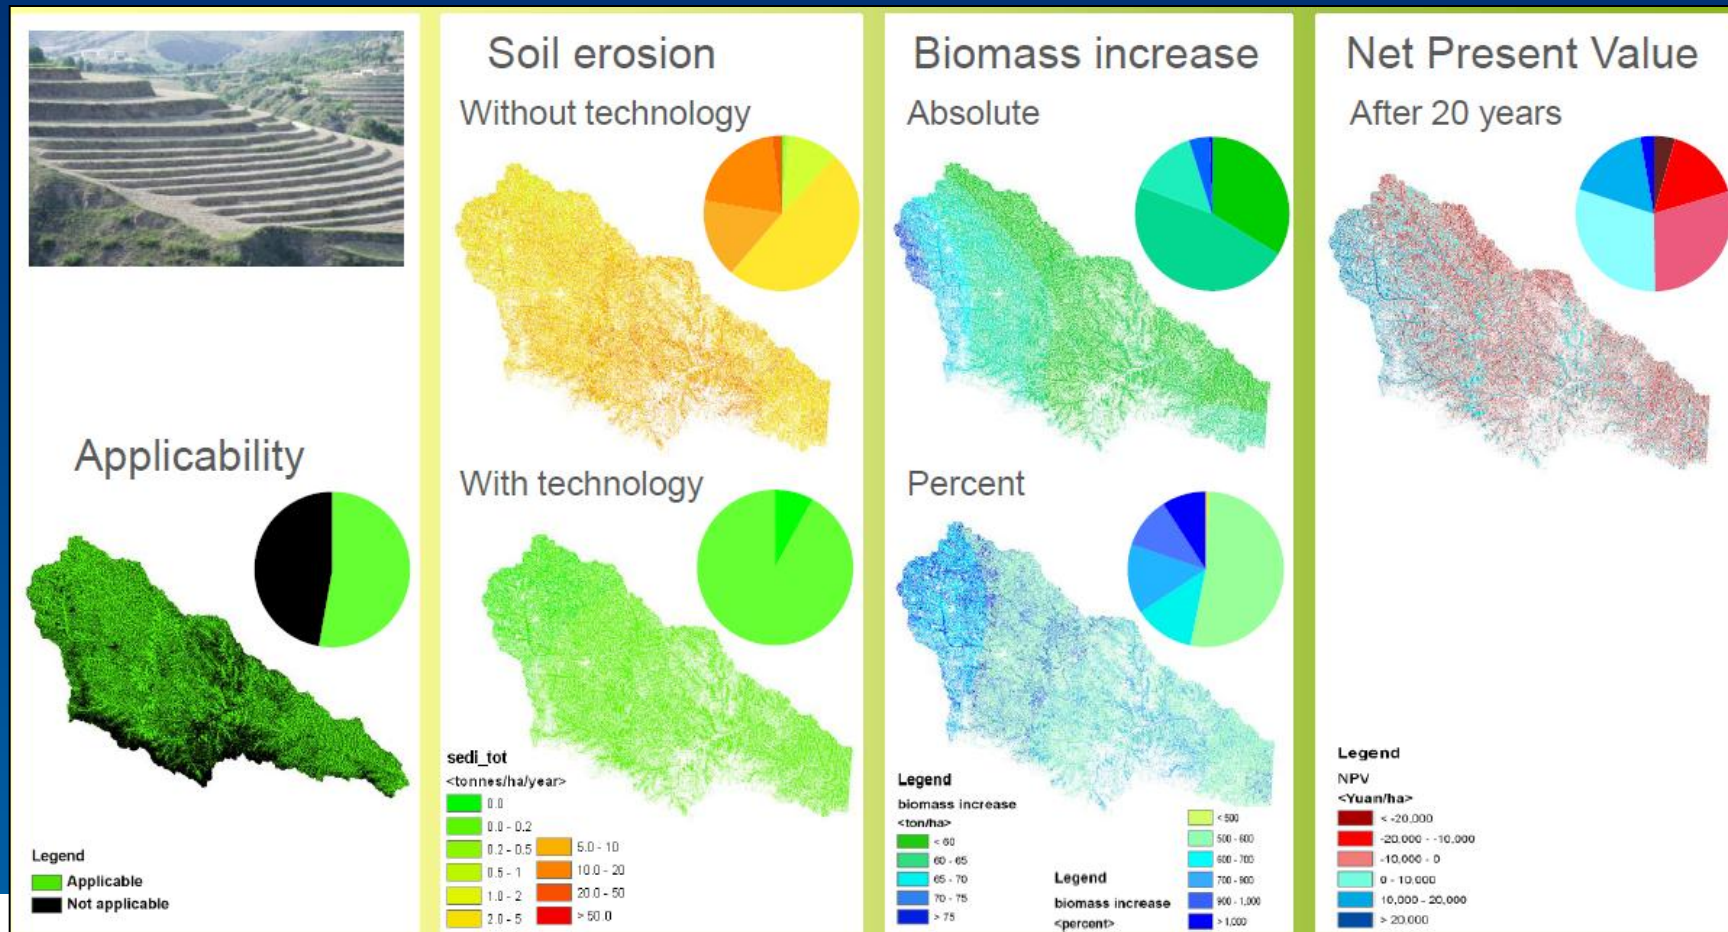 Applicability
Legend
Applicable
Not applicable
Soil erosion
Without technology
With technology
sedi_tot
<tonnes/ha/year>
0.0
0.0 - 0.2
0.2 - 0.5
0.5 - 1
1.0 - 2
2.0 - 5
5.0 - 10
10.0 - 20
20.0 - 50
> 50.0
Biomass increase
Absolute
Percent
Legend
biomass increase
<ton/ha>
< 60
60 - 65
65 - 70
70 - 75
> 75
Legend
biomass increase
<percent>
< 500
500 - 600
600 - 700
700 - 900
900 - 1,000
> 1,000
Net Present Value
After 20 years
Legend
NPV
<Yuan/ha>
< -20,000
-20,000 - -10,000
-10,000 - 0
0 - 10,000
10,000 - 20,000
> 20,000